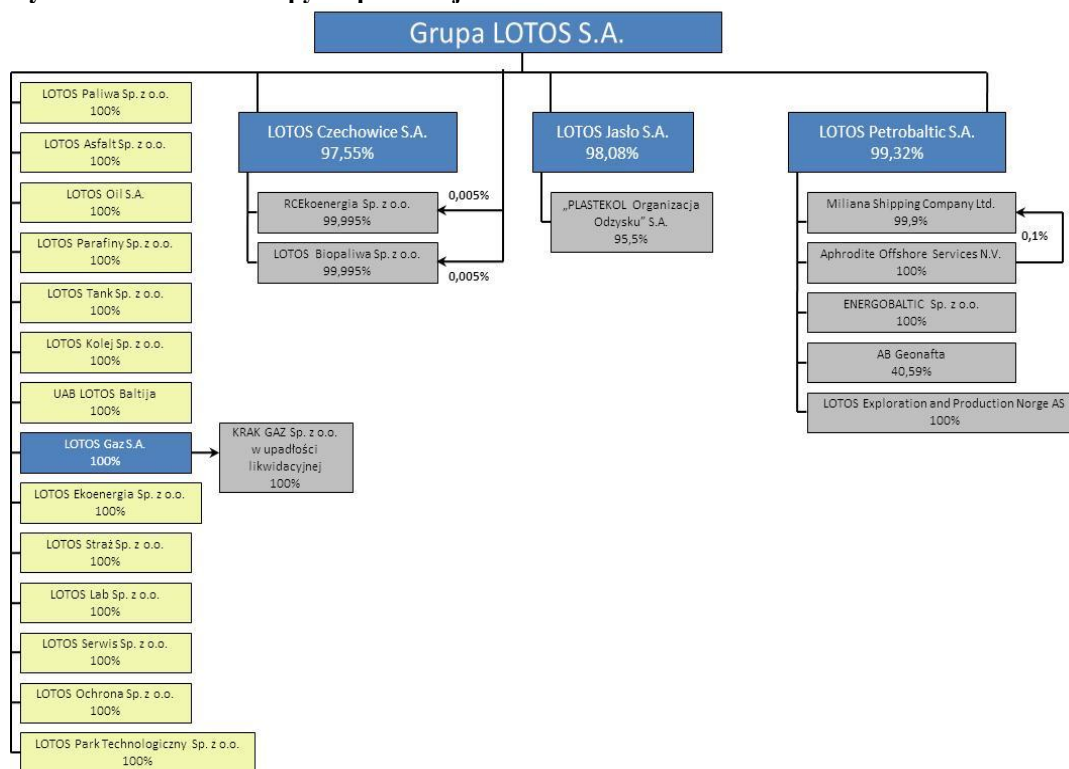 Grupa LOTOS S.A.
LOTOS Paliwa Sp. z o.o.
100%
LOTOS Asfalt Sp. z o.o.
100%
LOTOS Oil S.A.
100%
LOTOS Parafiny Sp. z o.o.
100%
LOTOS Tank Sp. z o.o.
100%
LOTOS Kolej Sp. z o.o.
100%
UAB LOTOS Baltija
100%
LOTOS Gaz S.A.
100%
KRAK GAZ Sp. z o.o.
w upadłości
likwidacyjnej
100%
LOTOS Ekoenergia Sp. z o.o.
100%
LOTOS Straż Sp. z o.o.
100%
LOTOS Lab Sp. z o.o.
100%
LOTOS Serwis Sp. z o.o.
100%
LOTOS Ochrona Sp. z o.o.
100%
LOTOS Park Technologiczny Sp. z o.o.
100%
LOTOS Czechowice S.A.
97,55%
RCEkoenergia Sp. z o.o.
99,995%
0,005%
LOTOS Biopaliwa Sp. z o.o.
99,995%
0,005%
LOTOS Jasło S.A.
98,08%
„PLASTEKOL Organizacja
Odzysku" S.A.
95,5%
LOTOS Petrobaltic S.A.
99,32%
Miliana Shipping Company Ltd.
99,9%
0,1%
Aphrodite Offshore Services N.V.
100%
ENERGOBALTIC Sp. z o.o.
100%
AB Geonafta
40,59%
LOTOS Exploration and Production Norge AS
100%